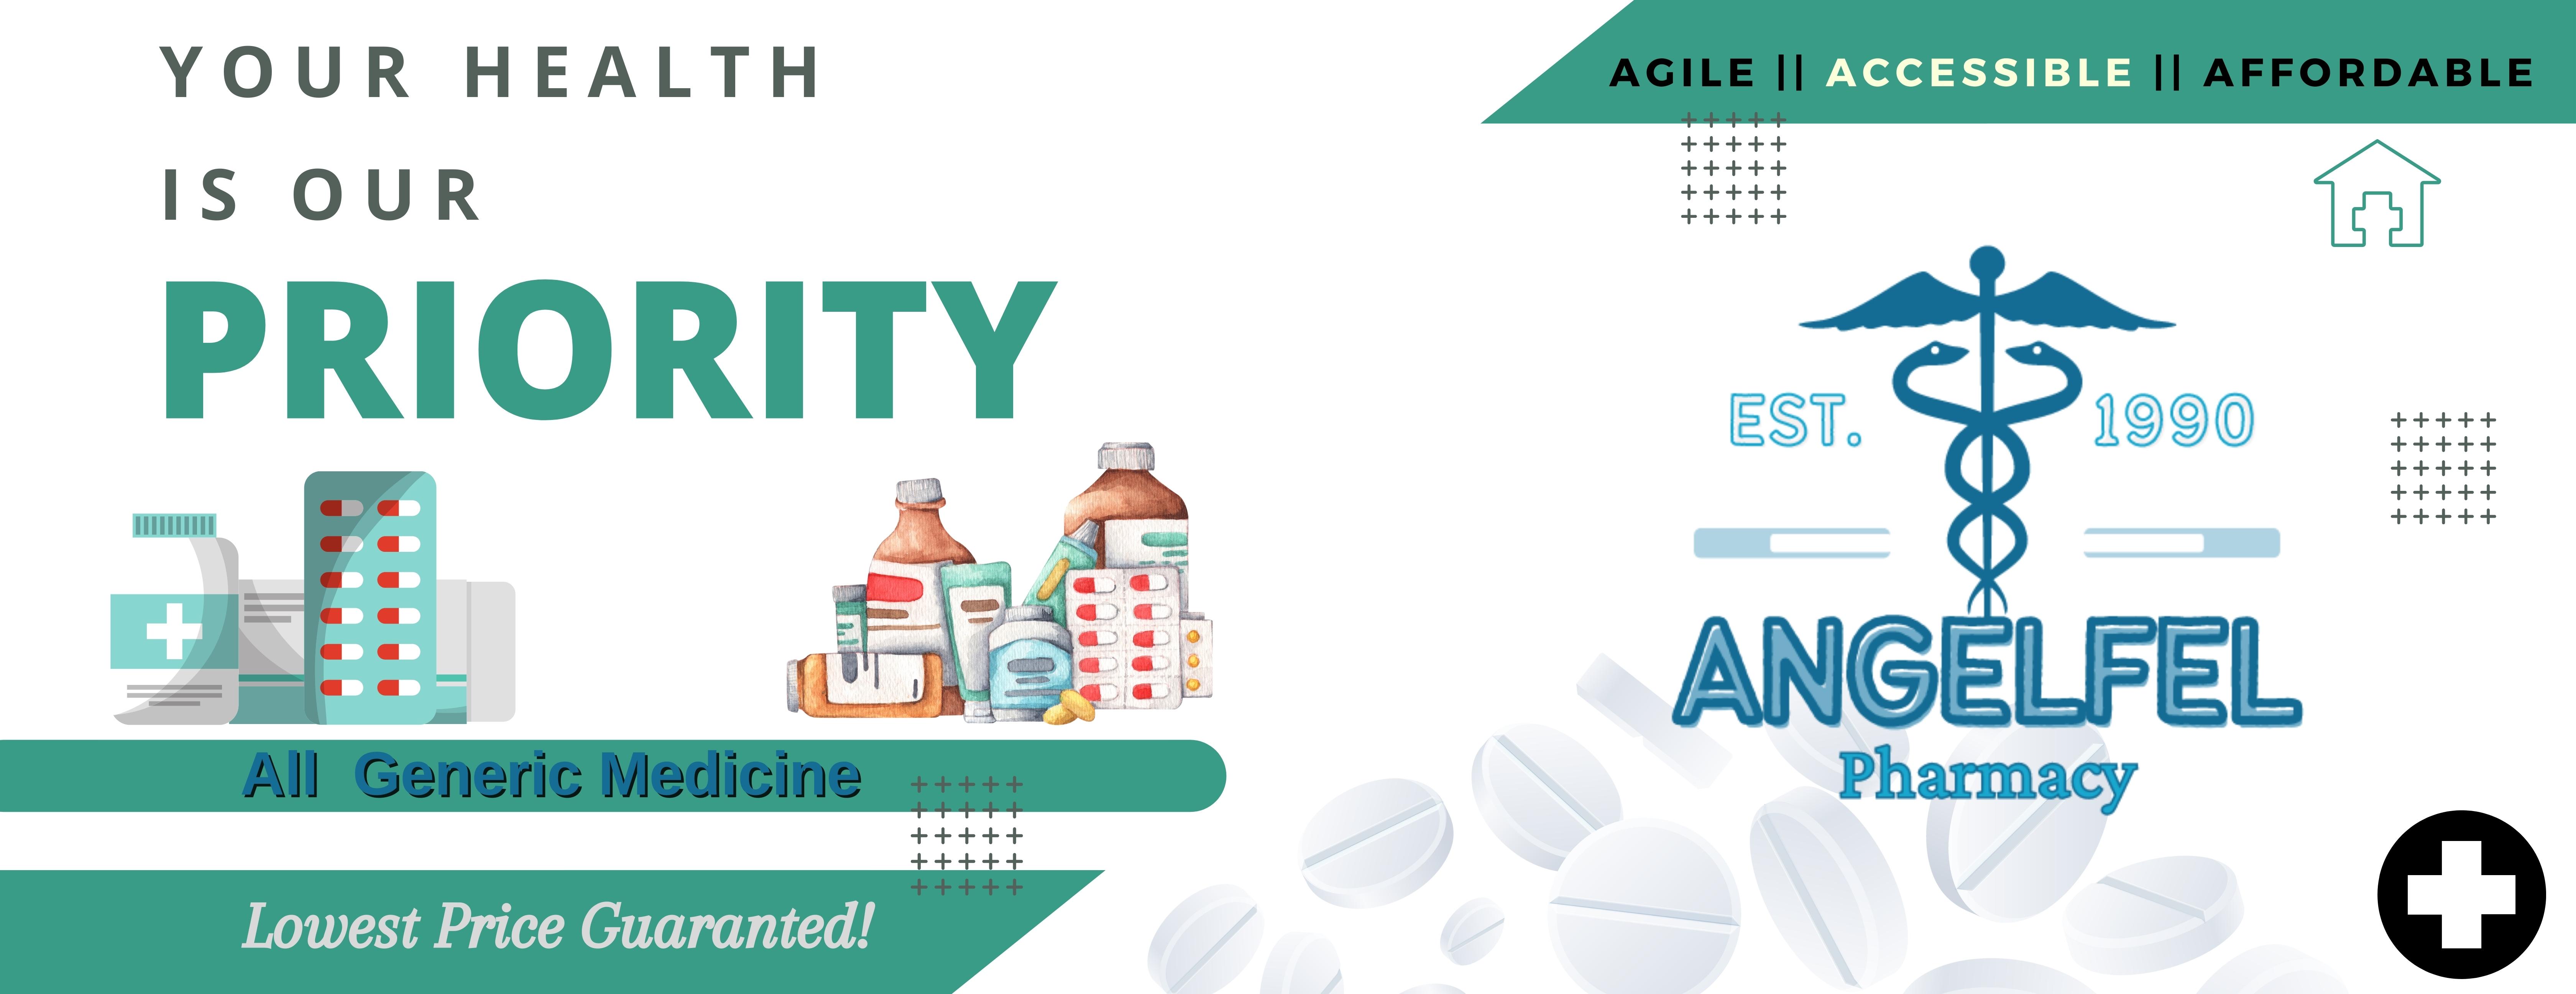 YOUR HEALTH
IS OUR
PRIORITY
All Generic Medicine
Lowest Price Guaranted!
AGILE || ACCESSIBLE || AFFORDABLE
EST. 1990
ANGELFEL
Pharmacy